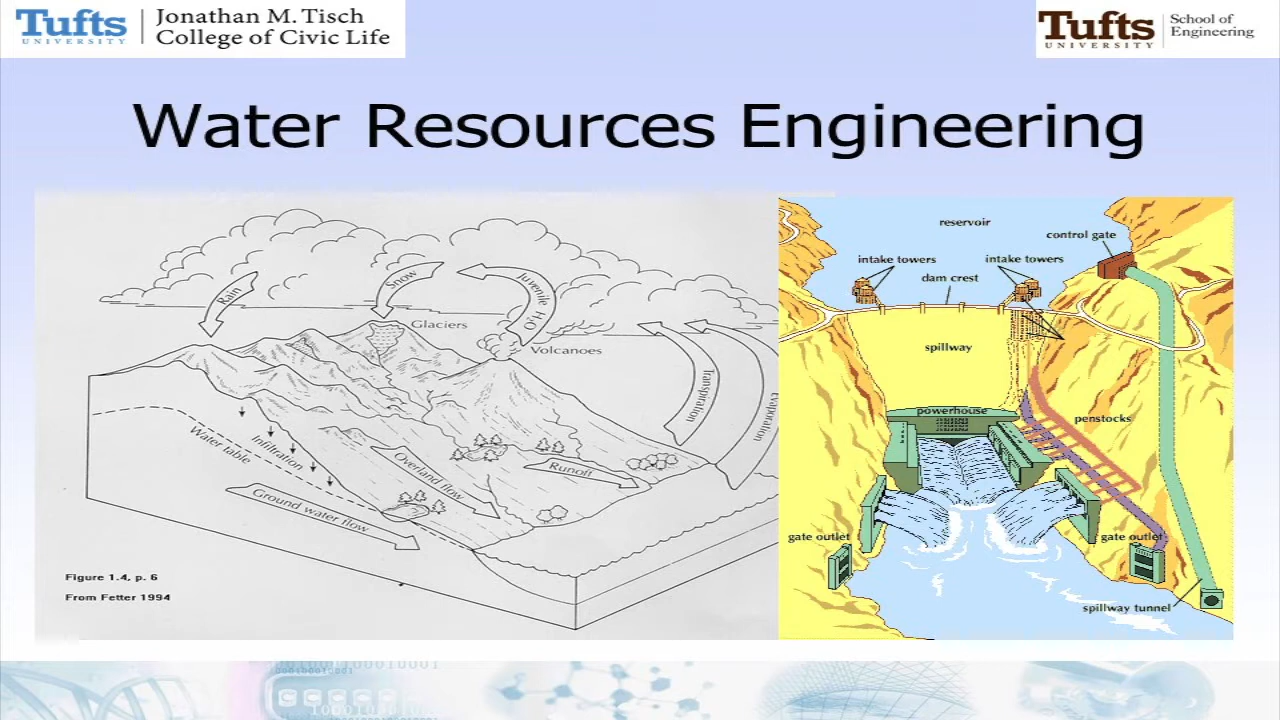 Tufts
UNIVERSITY
Jonathan M. Tisch
College of Civic Life
Tufts
UNIVERSITY
School of
Engineering
Water Resources Engineering
Rain
Snow
Juvenile H₂O
Glaciers
Volcanoes
Transpiration
Evaporation
Water table
Infiltration
Overland flow
Runoff
Ground water flow
Figure 1.4, p. 6
From Fetter 1994
reservoir
control gate
intake towers
intake towers
dam crest
spillway
powerhouse
penstocks
gate outlet
gate outlet
spillway tunnel